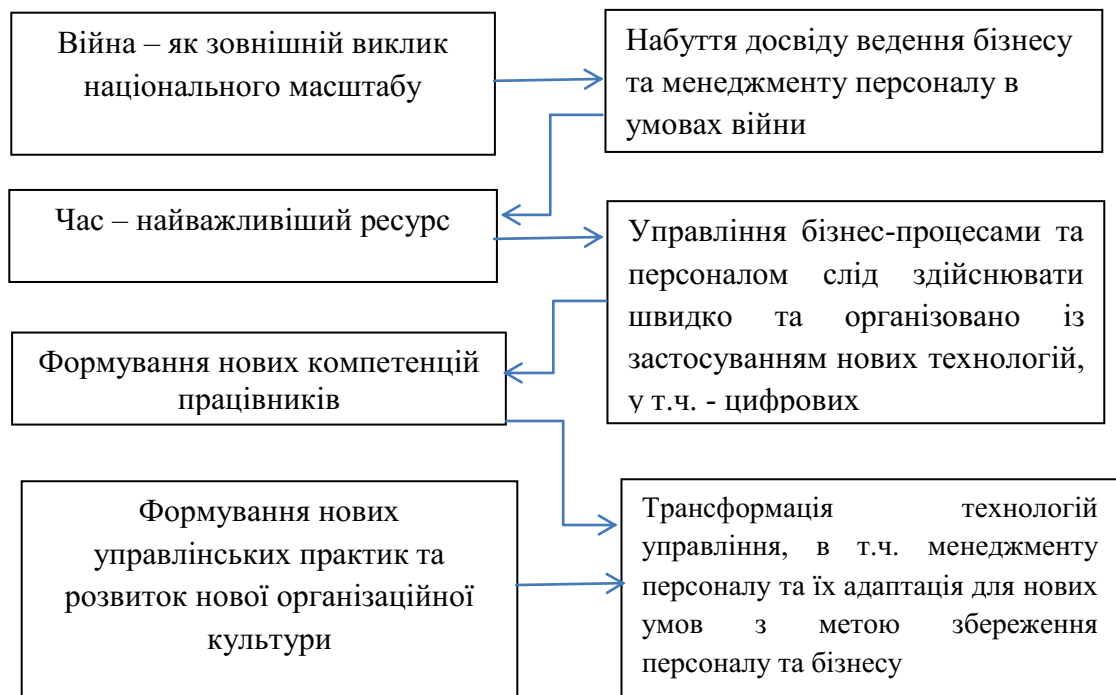 Війна – як зовнішній виклик
національного масштабу
Набуття досвіду ведення бізнесу
та менеджменту персоналу в
умовах війни
Час – найважливіший ресурс
Управління бізнес-процесами та
персоналом слід здійснювати
швидко та організовано із
застосуванням нових технологій,
у т.ч. - цифрових
Формування нових компетенцій
працівників
Формування нових
управлінських практик та
розвиток нової організаційної
культури
Трансформація технологій
управління, в т.ч. менеджменту
персоналу та їх адаптація для нових
умов з метою збереження
персоналу та бізнесу